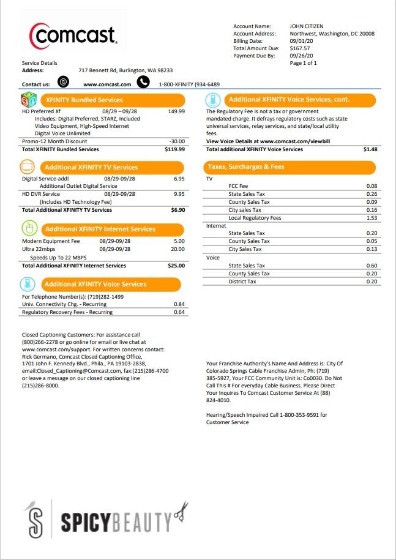 Comcast.
Account Name: JOHN CITIZEN
Account Address: Northwest, Washington, DC 20008
Billing Date: 09/01/20
Total Amount Due: $167.57
Payment Due By: 09/26/20
Page 1 of 1
Service Details
Address: 717 Bennett Rd, Burlington, WA 98233
Contact us: www.comcast.com 1-800-XFINITY (934-6489
XFINITY Bundled Services
HD Preferred XF 08/29 –09/28 149.99
Includes: Digital Preferred, STARZ, Included
Video Equipment, High-Speed Internet
Digital Voice Unlimited
Promo-12 Month Discount -30.00
Total XFINITY Bundled Services $119.99
Additional XFINITY TV Services
Digital Service addl 08/29-09/28 6.95
Additional Outlet Digital Service
HD DVR Service 08/29-09/28 9.95
(Includes HD Technology Fee)
Total Additional XFINITY TV Services $6.90
Additional XFINITY Internet Services
Modern Equipment Fee 08/29-09/28 5.00
Ultra 22mbps 08/29-09/28 20.00
Speeds Up To 22 MBPS
Total Additional XFINITY Internet Services $25.00
Additional XFINITY Voice Services
For Telephone Number(s): (719)282-1499
Univ. Connectivity Chg. - Recurring 0.84
Regulatory Recovery Fees - Recurring 0.64
Closed Captioning Customers: For assistance call
(800)266-2278 or go online for email or live chat at
www.comcast.com/support. For written concerns contact:
Rick Germano, Comcast Closed Captioning Office,
1701 John F. Kennedy Blvd., Phila., PA 19103-2838,
email:Closed_Captioning@Comcast.com, fax (215)286-4700
or leave a message on our closed captioning line
(215)286-8000.
Additional XFINITY Voice Services, cont.
The Regulatory Recovery fee is not a tax or government
mandated charge. It defrays regulatory costs such as state
universal services, relay services, and state/local utility
fees.
View Voice Details at www.comcast.com/viewbill
Total additional XFINITY Voice Services $1.48
Taxes, Surcharges & Fees
TV
FCC Fee 0.08
State Sales Tax 0.26
County Sales Tax 0.09
City sales Tax 0.16
Local Regulatory Fees 1.53
Internet
State Sales Tax 0.20
County Sales Tax 0.05
City Sales Tax 0.13
Voice
State Sales Tax 0.60
County Sales Tax 0.20
District Tax 0.20
Your Franchise Authority's Name And Address is: City Of
Colorado Springs Cable Franchise Admin, Ph: (719)
385-5927, Your FCC Community Unit is: Co0030. Do Not
Call This # For everyday Cable Business. Please Direct
Your Inquires To Comcast Customer Service At (88)
824-4010.
Hearing/Speech Impaired Call 1-800-353-9591 for
Customer Service
SPICYBEAUTY